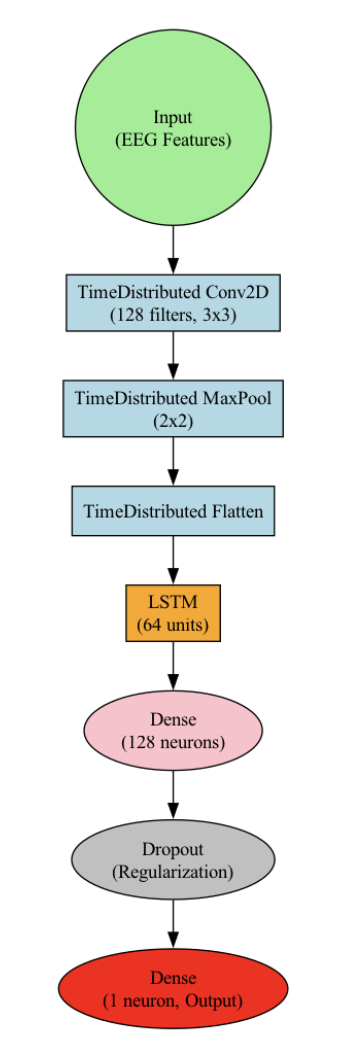 Input
(EEG Features)
TimeDistributed Conv2D
(128 filters, 3x3)
TimeDistributed MaxPool
(2x2)
TimeDistributed Flatten
LSTM
(64 units)
Dense
(128 neurons)
Dropout
(Regularization)
Dense
(1 neuron, Output)